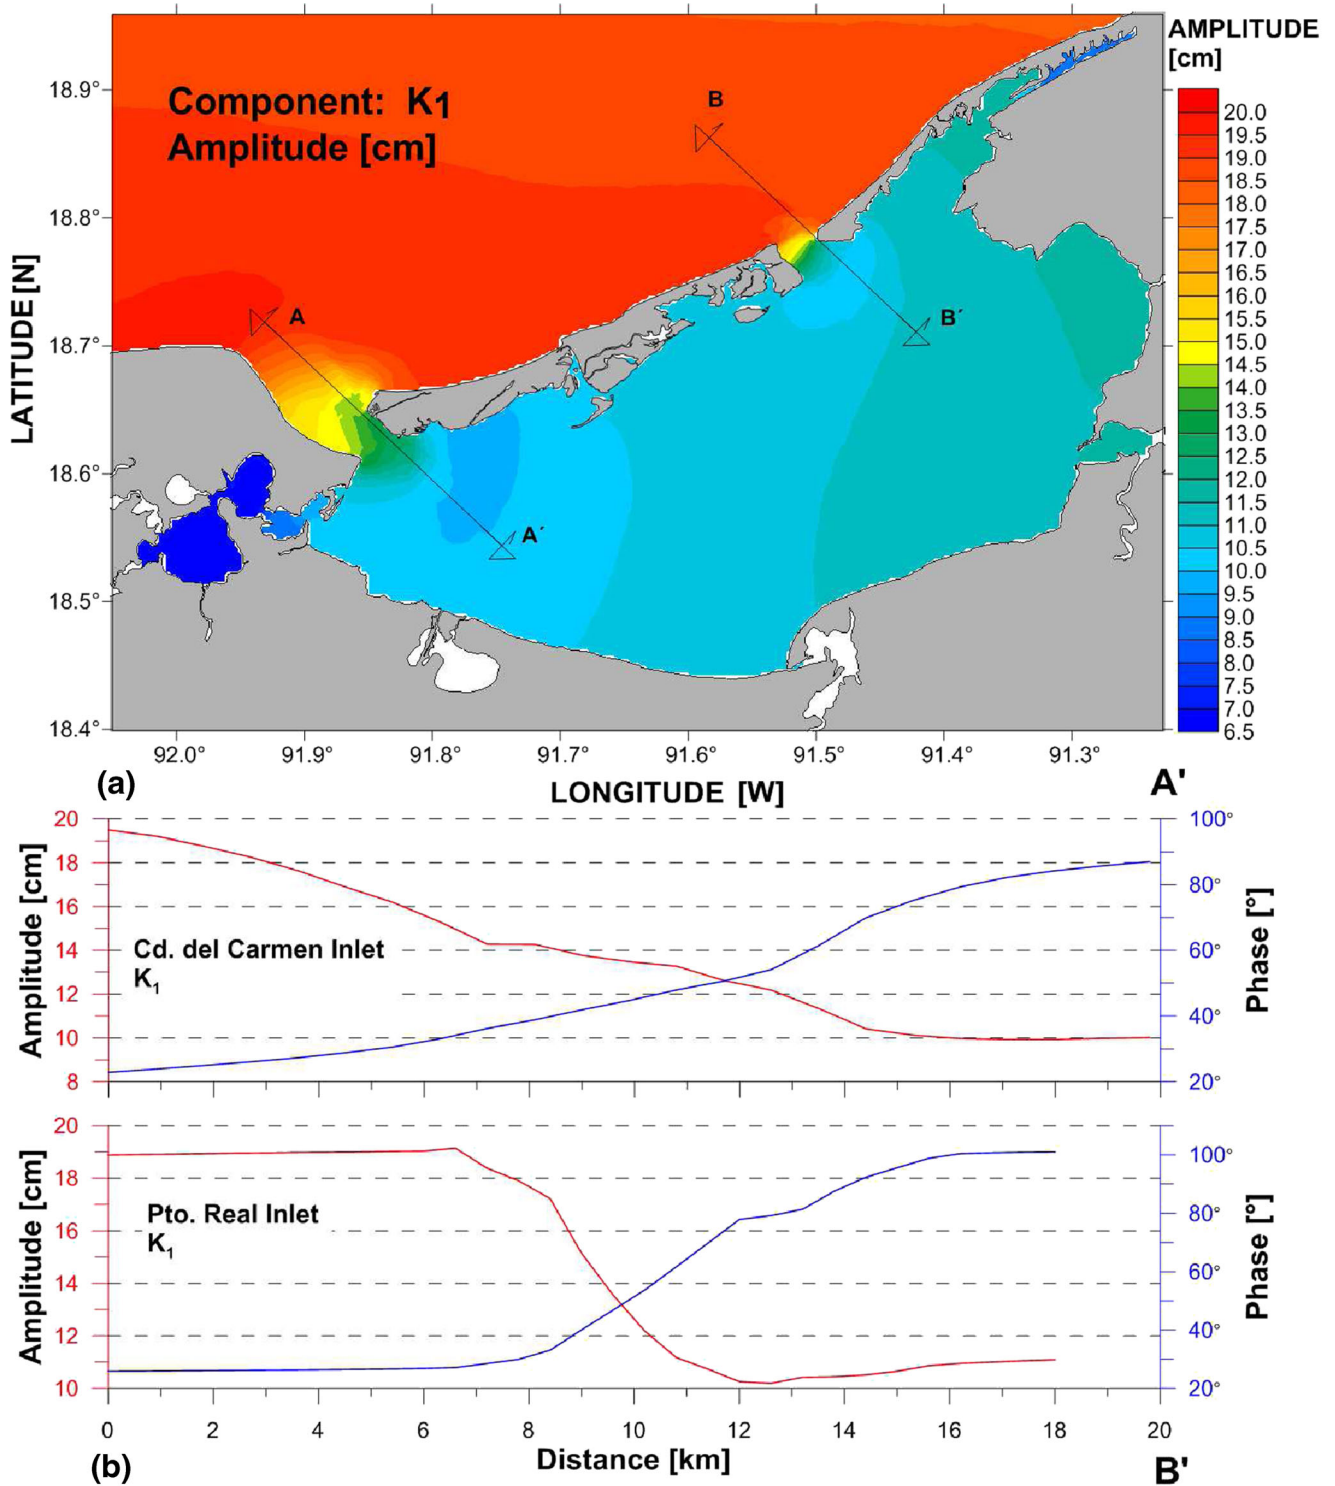 AMPLITUDE
[cm]
Component: K1
Amplitude [cm]
B
A
B´
A´
20.0
19.5
19.0
18.5
18.0
17.5
17.0
16.5
16.0
15.5
15.0
14.5
14.0
13.5
13.0
12.5
12.0
11.5
11.0
10.5
10.0
9.5
9.0
8.5
8.0
7.5
7.0
6.5
LATITUDE [N]
18.9°
18.8°
18.7°
18.6°
18.5°
18.4°
92.0° 91.9° 91.8° 91.7° 91.6° 91.5° 91.4° 91.3°
LONGITUDE [W]
(a)
A'
Amplitude [cm]
20
18
16
14
12
10
8
Cd. del Carmen Inlet
K1
100°
80°
60°
40°
20°
Phase [°]
Amplitude [cm]
20
18
16
14
12
10
Pto. Real Inlet
K1
100°
80°
60°
40°
20°
Phase [°]
0 2 4 6 8 10 12 14 16 18 20
Distance [km]
(b)
B'